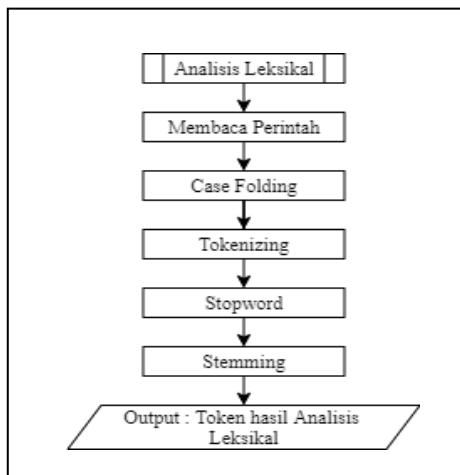 Analisis Leksikal
Membaca Perintah
Case Folding
Tokenizing
Stopword
Stemming
Output : Token hasil Analisis
Leksikal